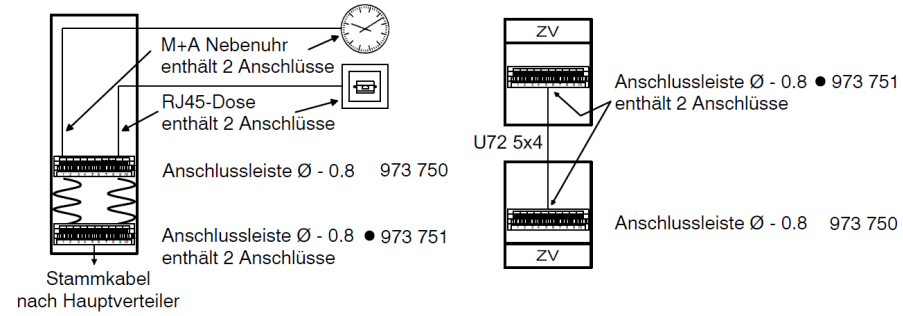 M+A Nebenuhr
enthält 2 Anschlüsse
RJ45-Dose
enthält 2 Anschlüsse
Anschlussleiste Ø - 0.8 973 750
Anschlussleiste Ø - 0.8 ● 973 751
enthält 2 Anschlüsse
Stammkabel
nach Hauptverteiler
ZV
Anschlussleiste Ø - 0.8 ● 973 751
enthält 2 Anschlüsse
U72 5x4
Anschlussleiste Ø - 0.8 973 750
ZV